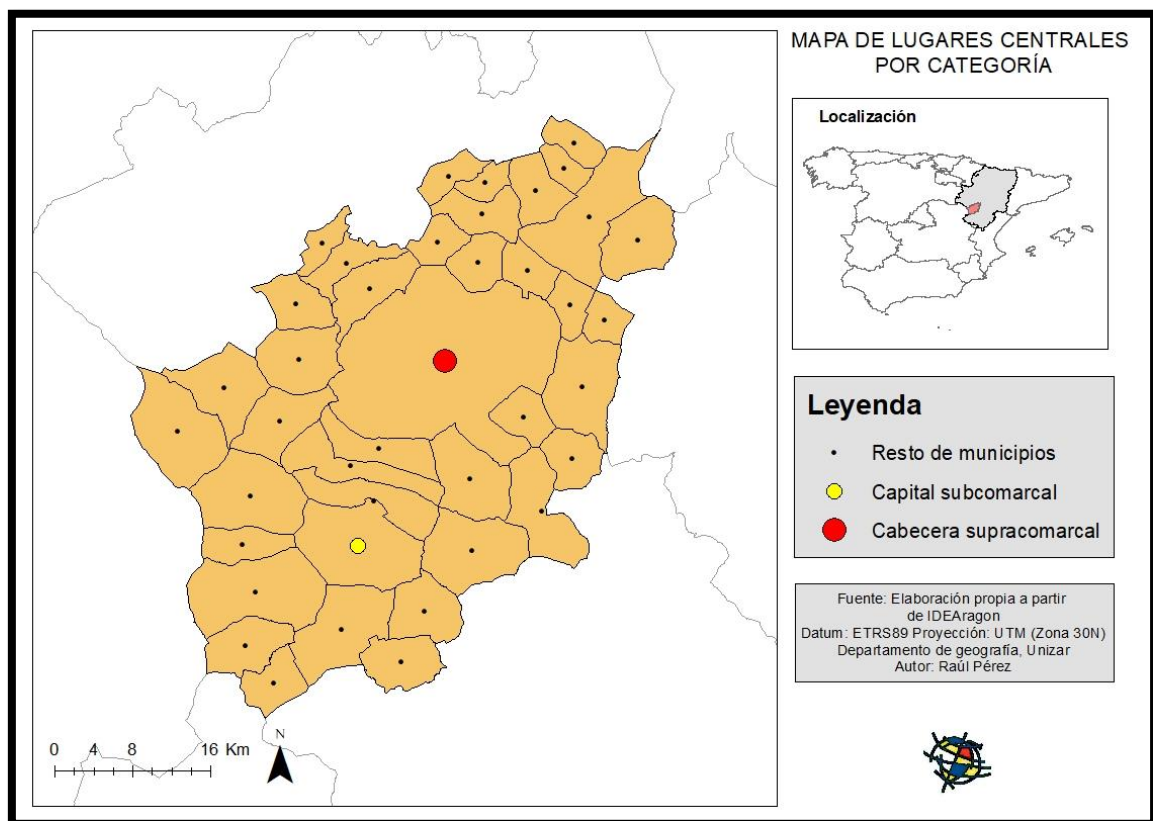 MAPA DE LUGARES CENTRALES
POR CATEGORÍA
Localización
Leyenda
Resto de municipios
Capital subcomarcal
Cabecera supracomarcal
Fuente: Elaboración propia a partir
de IDEAragon
Datum: ETRS89 Proyección: UTM (Zona 30N)
Departamento de geografía, Unizar
Autor: Raúl Pérez
N
0 4 8 16 Km